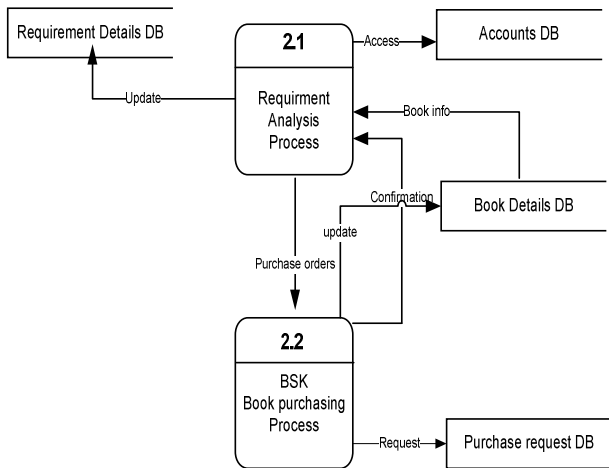 Requirement Details DB
2.1
Access
Accounts DB
Update
Requirment
Analysis
Process
Book info
Confirmation
Book Details DB
update
Purchase orders
2.2
BSK
Book purchasing
Process
Request
Purchase request DB